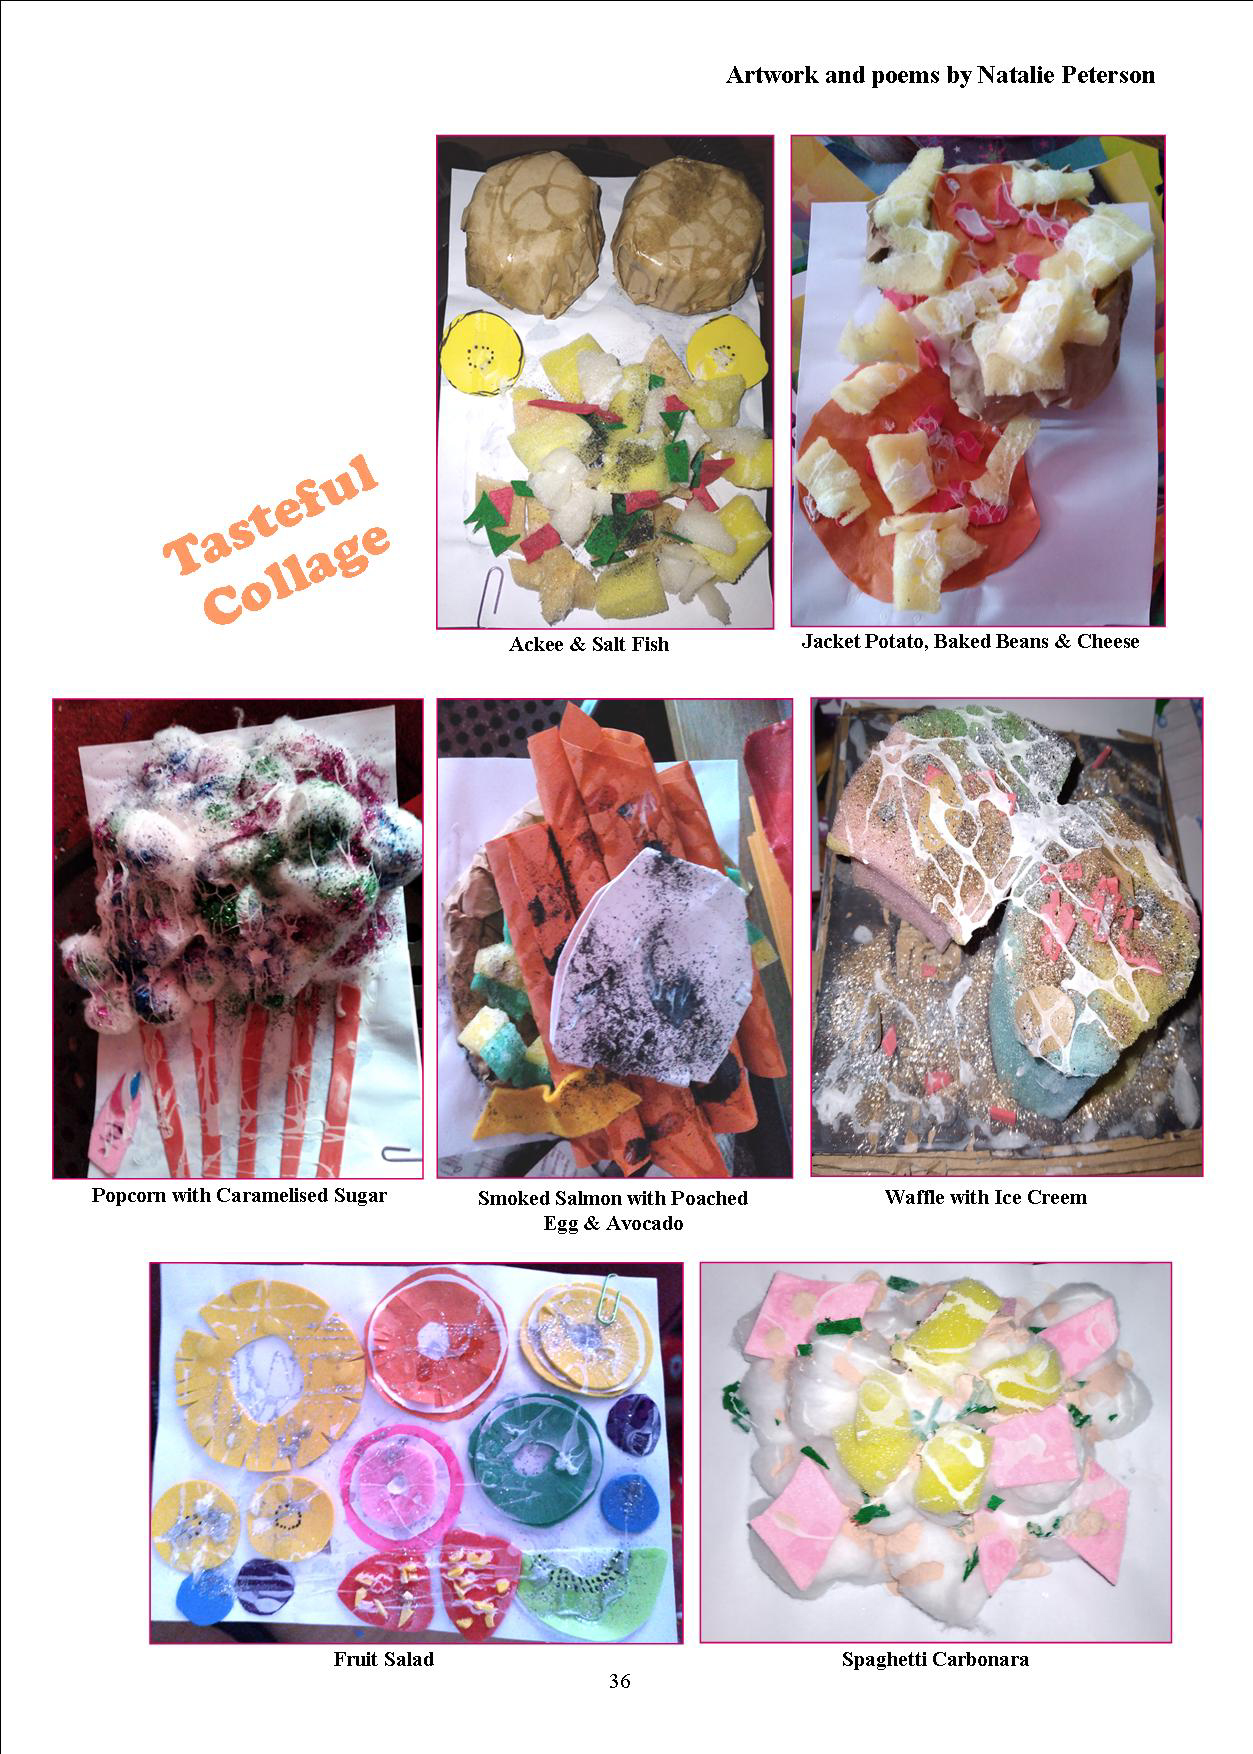 Artwork and poems by Natalie Peterson
Tasteful
Collage
Ackee & Salt Fish
Jacket Potato, Baked Beans & Cheese
Popcorn with Caramelised Sugar
Smoked Salmon with Poached
Egg & Avocado
Waffle with Ice Creem
Fruit Salad
Spaghetti Carbonara
36